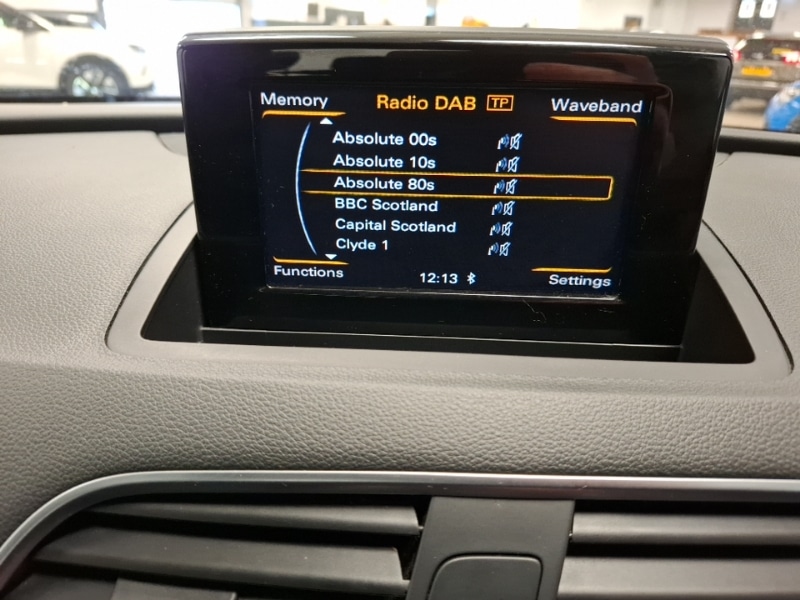 Memory Radio DAB TP Waveband
Absolute 00s
Absolute 10s
Absolute 80s
BBC Scotland
Capital Scotland
Clyde 1
Functions 12:13 Settings